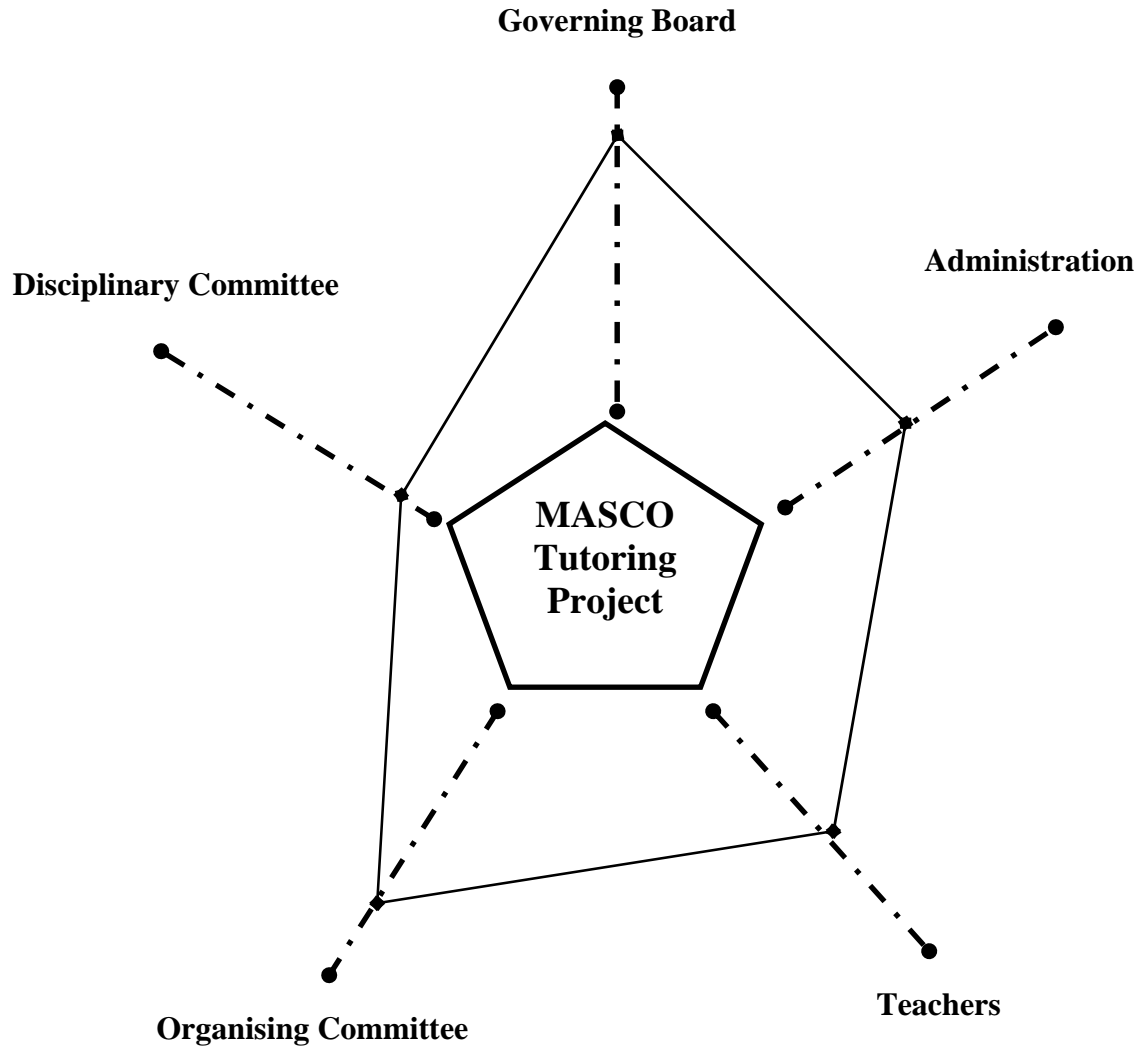 Governing Board
Administration
Disciplinary Committee
MASCO
Tutoring
Project
Teachers
Organising Committee